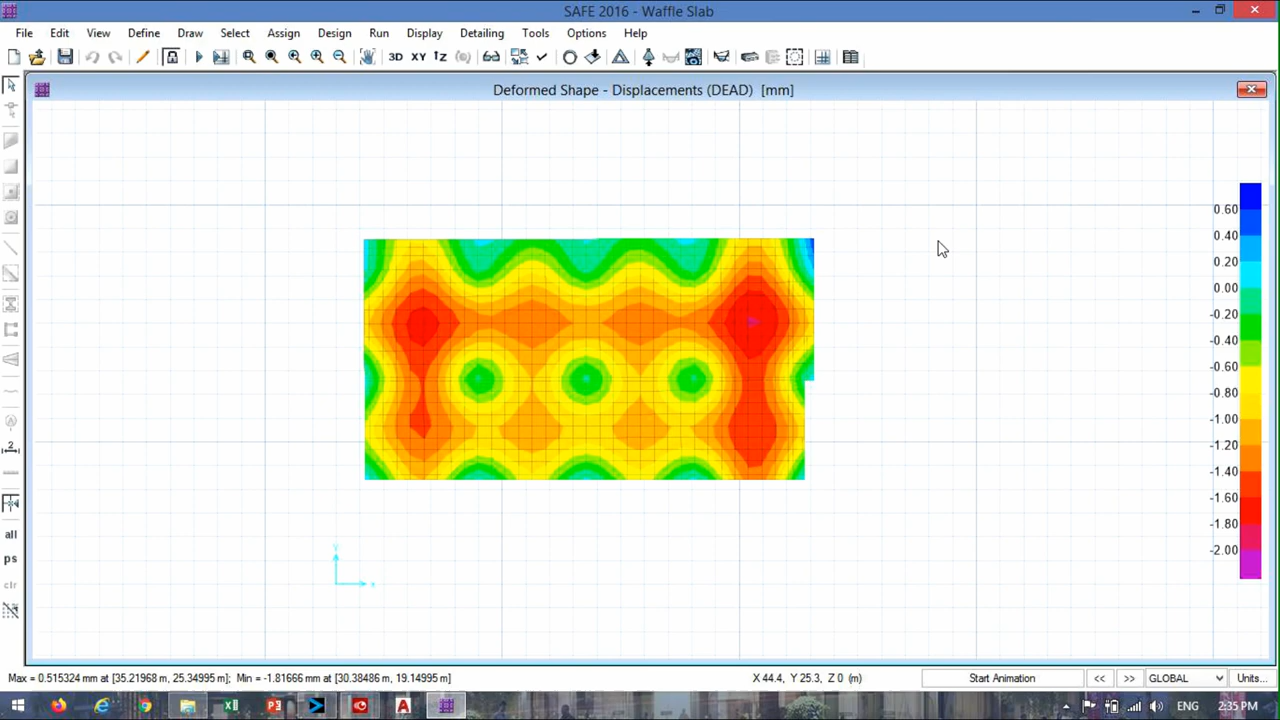 SAFE 2016 - Waffle Slab
File Edit View Define Draw Select Assign Design Run Display Detailing Tools Options Help
3D XY
Deformed Shape - Displacements (DEAD) [mm]
0.60
0.40
0.20
0.00
-0.20
-0.40
-0.60
-0.80
-1.00
-1.20
-1.40
-1.60
-1.80
-2.00
2
all
ps
clr
Y
x
Max = 0.515324 mm at [35.21968 m, 25.34995 m]; Min = -1.81666 mm at [30.38486 m, 19.14995 m]
X 44.4, Y 25.3, Z 0 (m)
Start Animation
<<
>>
GLOBAL
Units...
ENG
2:35 PM